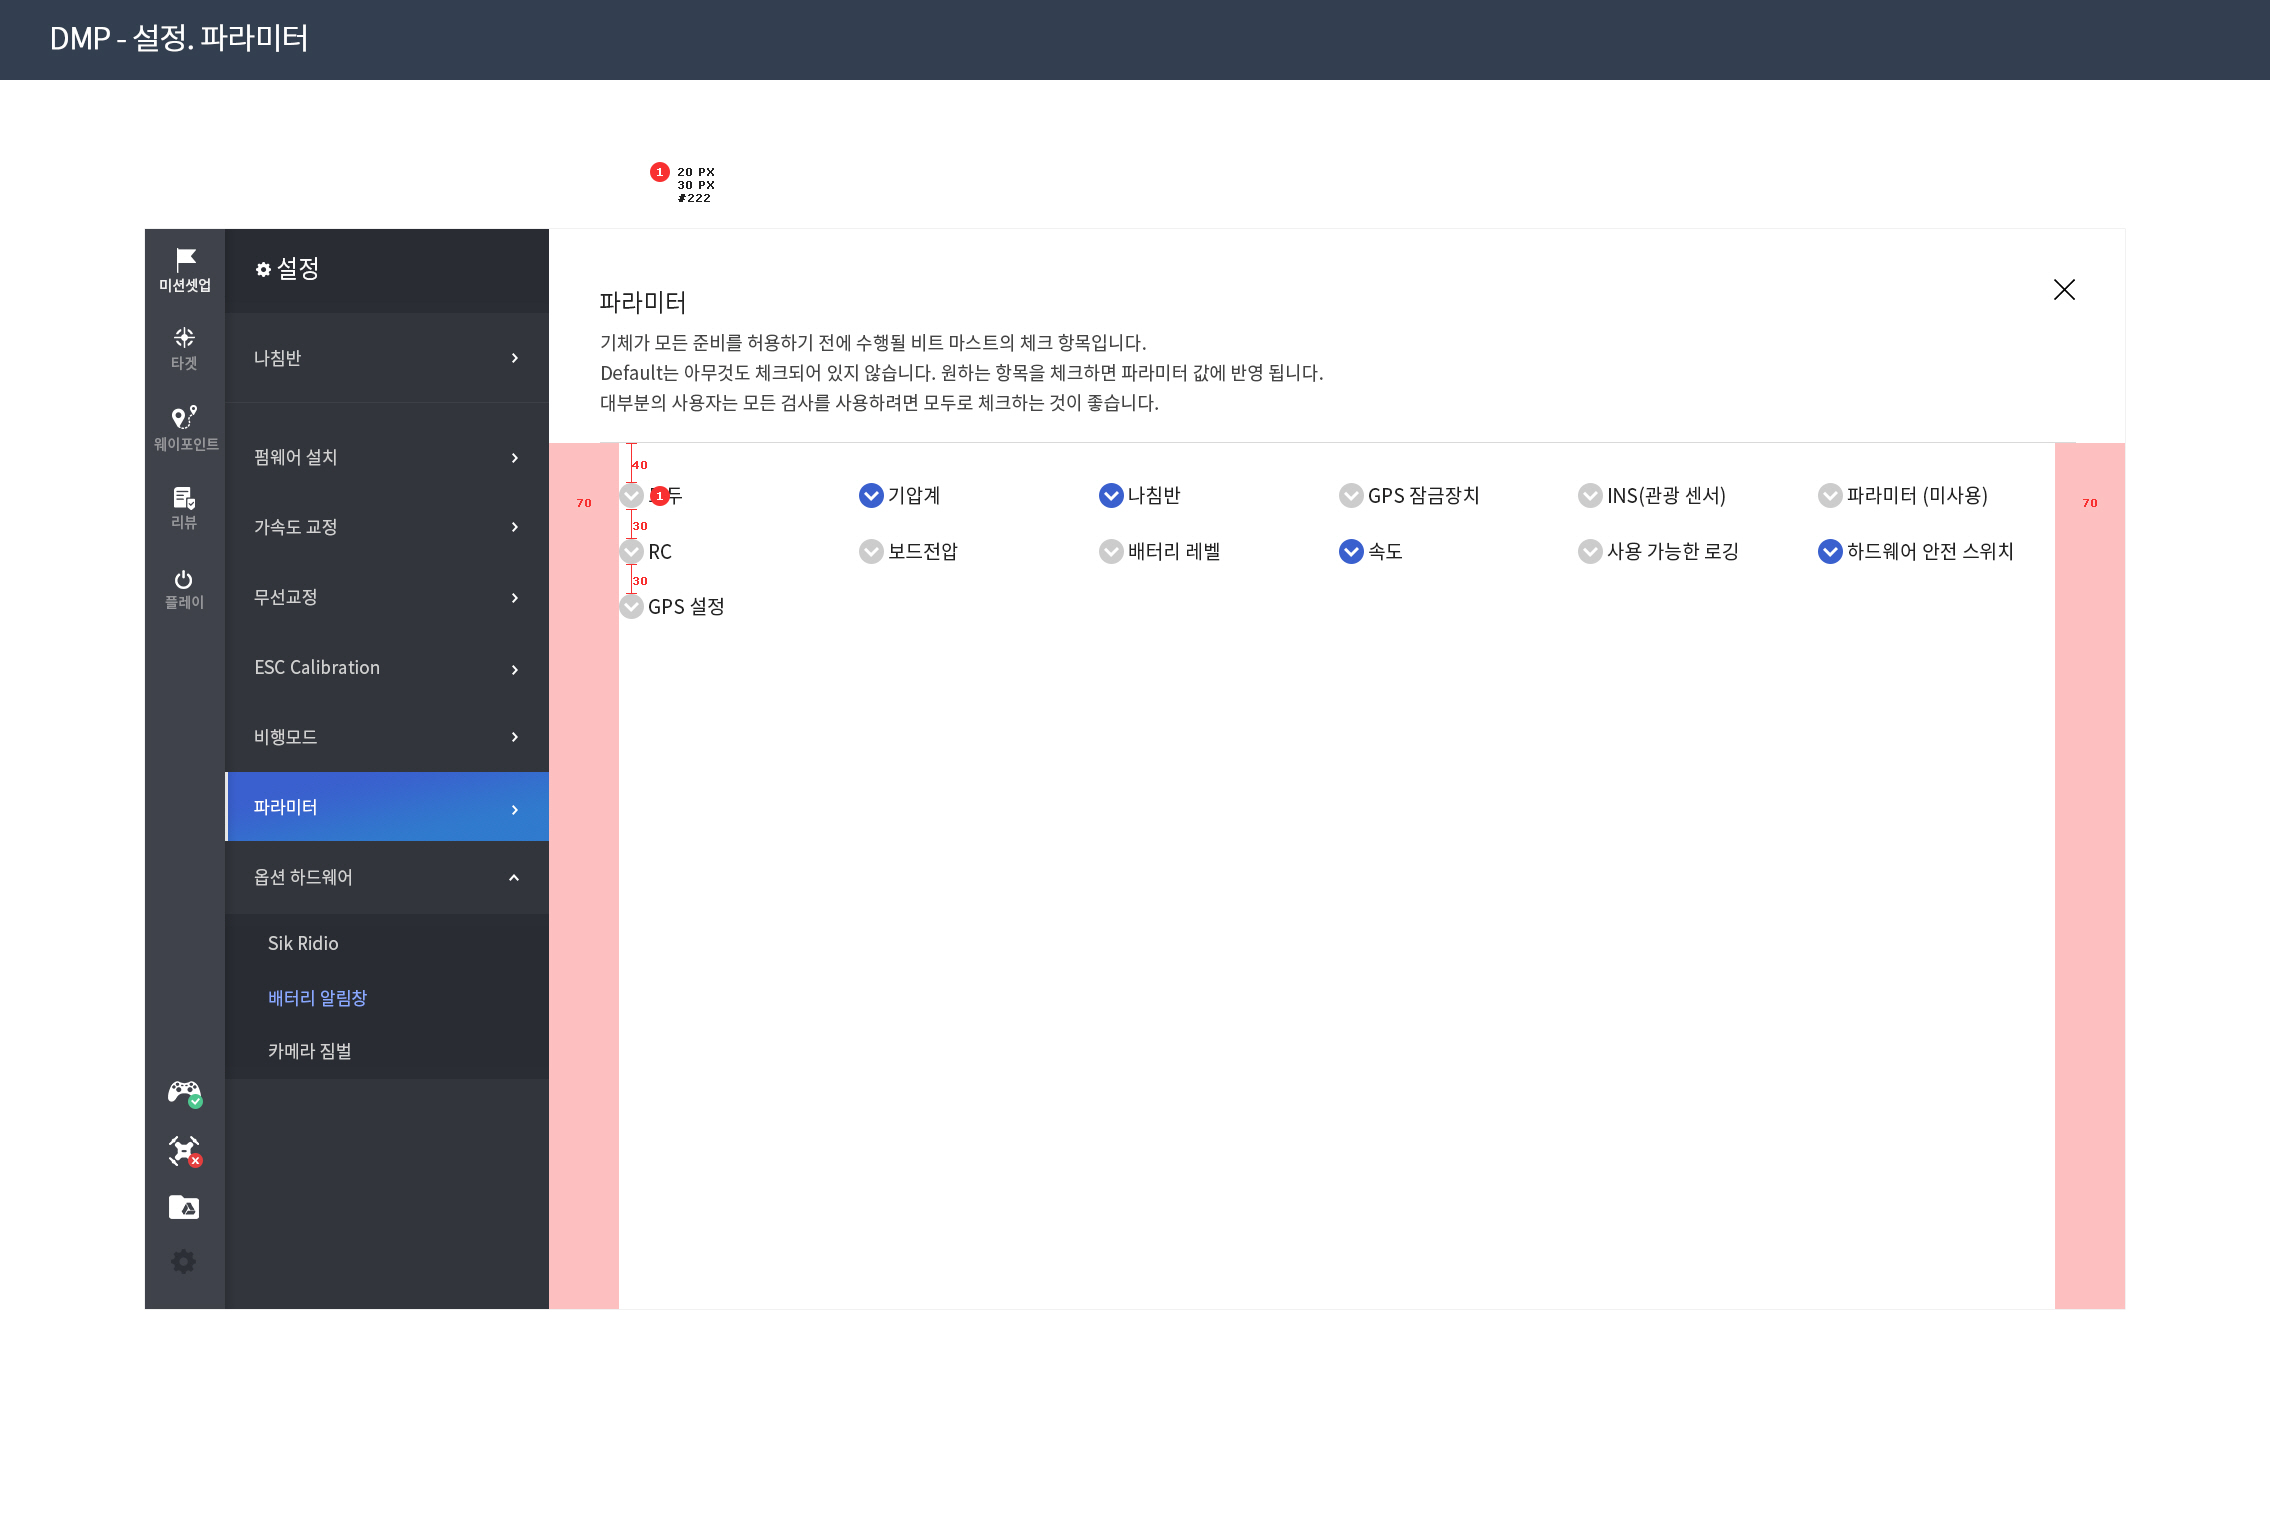 DMP - 설정. 파라미터
1 20 PX
30 PX
#222
미션셋업
타겟
웨이포인트
리뷰
플레이
설정
나침반
펌웨어 설치
가속도 교정
무선교정
ESC Calibration
비행모드
파라미터
옵션 하드웨어
Sik Ridio
배터리 알림창
카메라 짐벌
파라미터
기체가 모든 준비를 허용하기 전에 수행될 비트 마스트의 체크 항목입니다.
Default는 아무것도 체크되어 있지 않습니다. 원하는 항목을 체크하면 파라미터 값에 반영 됩니다.
대부분의 사용자는 모든 검사를 사용하려면 모두로 체크하는 것이 좋습니다.
40
70 1 두 기압계 나침반 GPS 잠금장치 INS(관광 센서) 파라미터 (미사용) 70
30
RC 보드전압 배터리 레벨 속도 사용 가능한 로깅 하드웨어 안전 스위치
30
GPS 설정